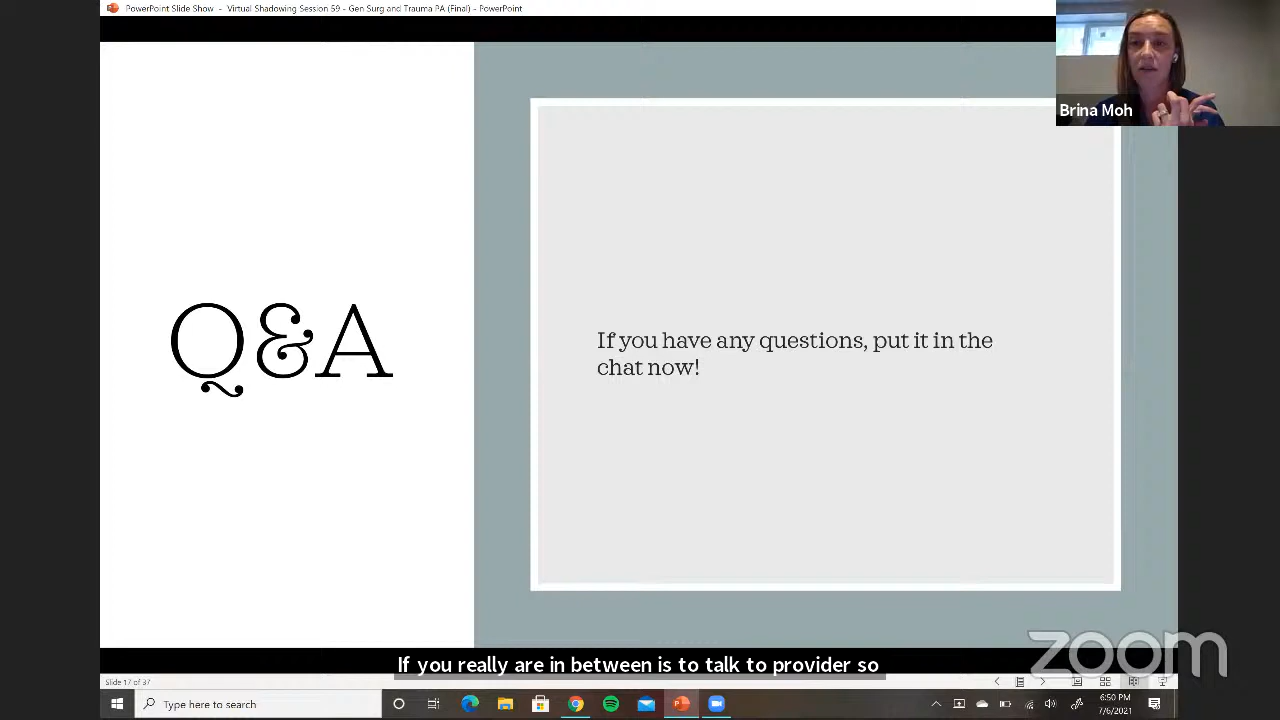 PowerPoint Slide Show - Virtual Shadowing Session 59 - Gen Surg and Trauma PA (Final) - PowerPoint
Brina Moh
Q&A
If you have any questions, put it in the
chat now!
zoom
If you really are in between is to talk to provider so
Slide 17 of 37
Type here to search
6:50 PM
7/6/2021